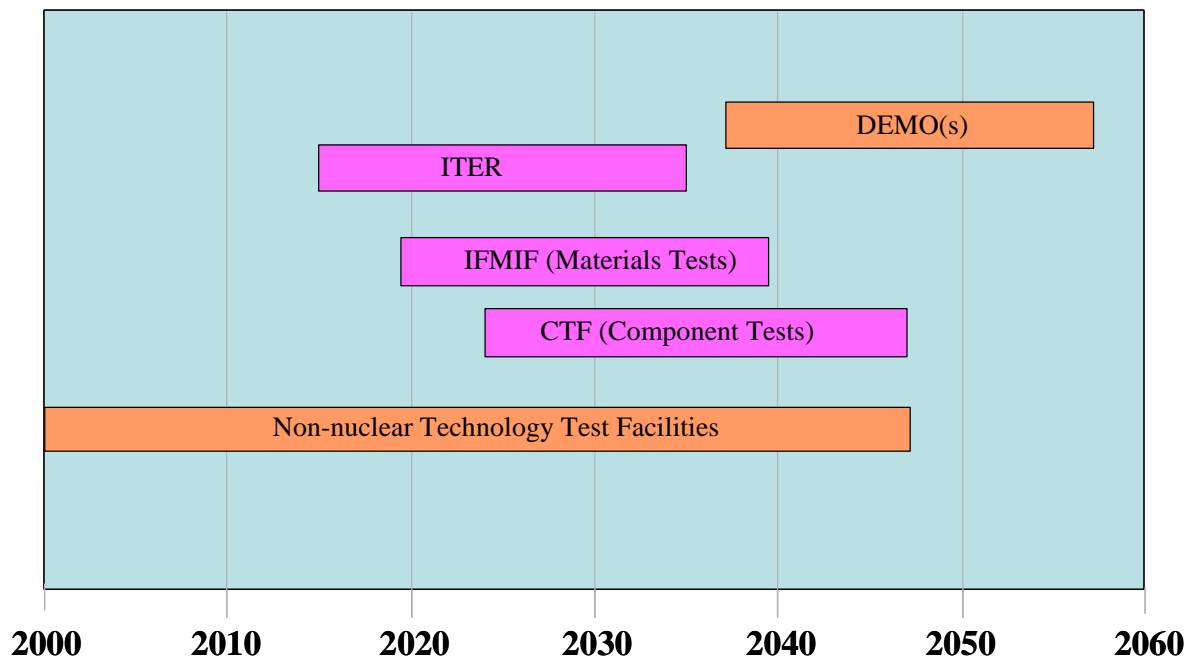 DEMO(s)
ITER
IFMIF (Materials Tests)
CTF (Component Tests)
Non-nuclear Technology Test Facilities
2000 2010 2020 2030 2040 2050 2060